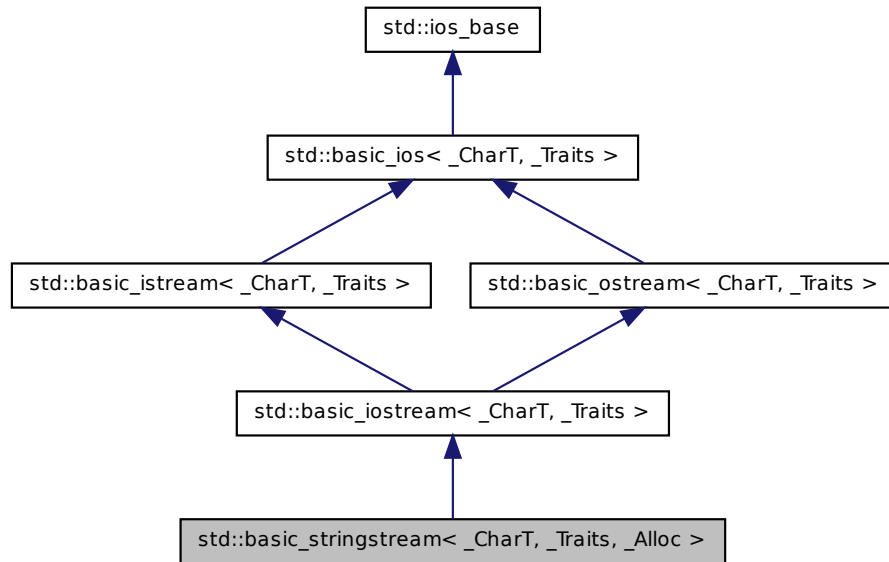 std::ios_base
std::basic_ios< _CharT, _Traits >
std::basic_istream< _CharT, _Traits >
std::basic_ostream< _CharT, _Traits >
std::basic_iostream< _CharT, _Traits >
std::basic_stringstream< _CharT, _Traits, _Alloc >